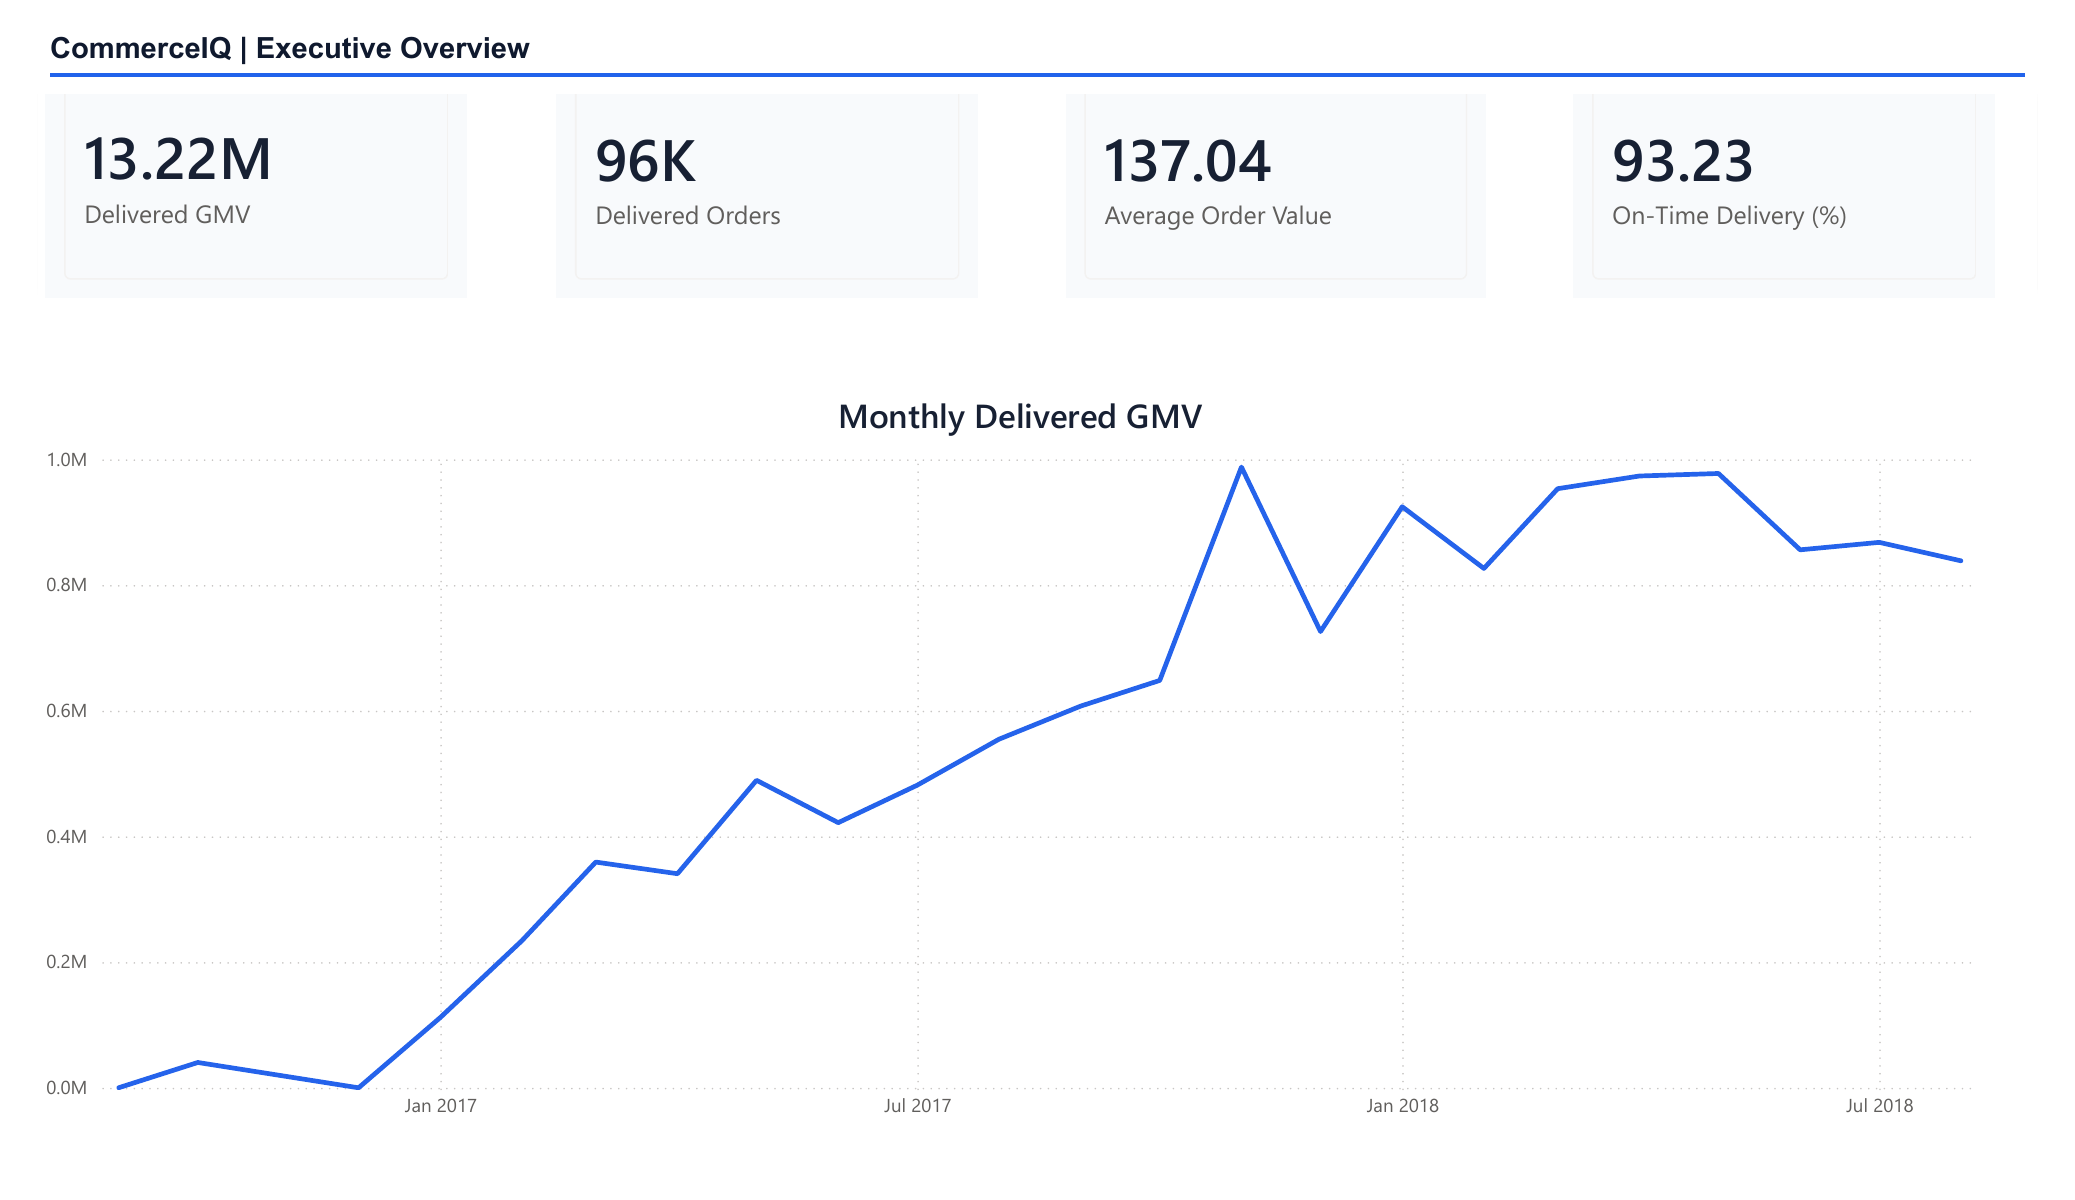 CommerceIQ | Executive Overview
13.22M
Delivered GMV
96K
Delivered Orders
137.04
Average Order Value
93.23
On-Time Delivery (%)
Monthly Delivered GMV
1.0M
0.8M
0.6M
0.4M
0.2M
0.0M
Jan 2017
Jul 2017
Jan 2018
Jul 2018